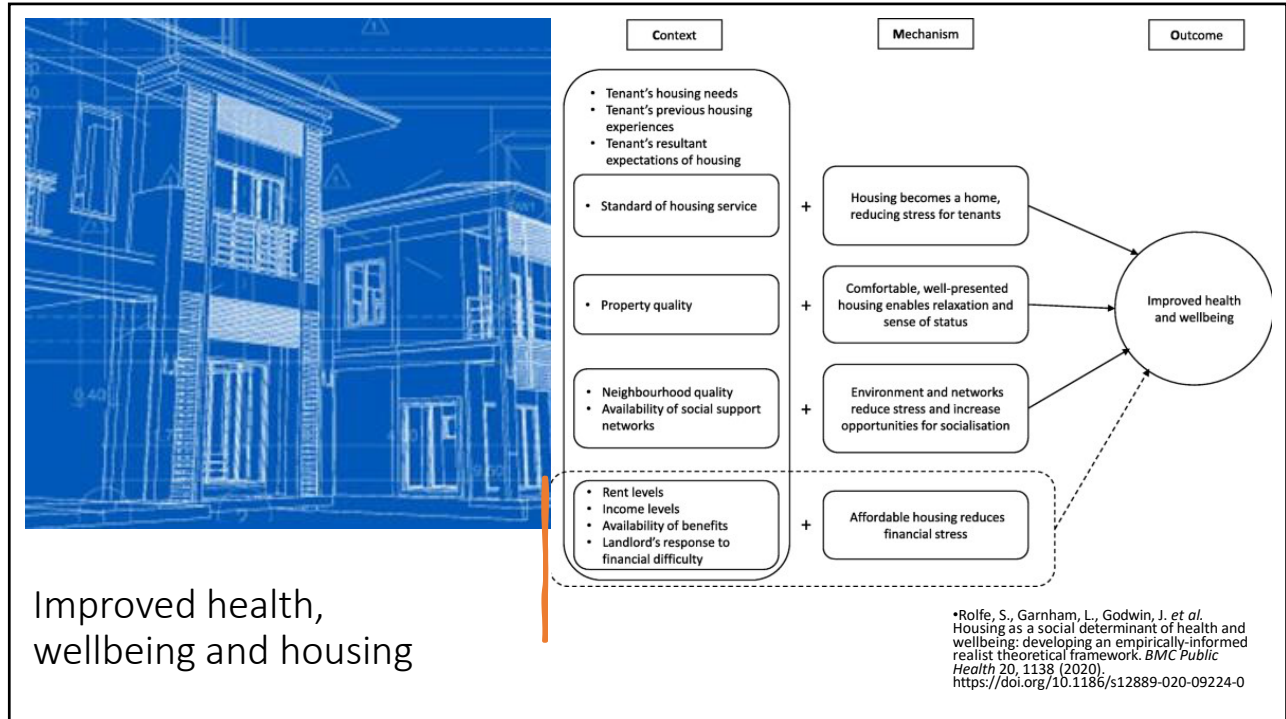 Context
Mechanism
Outcome
• Tenant's housing needs
• Tenant's previous housing
experiences
• Tenant's resultant
expectations of housing
• Standard of housing service
+
Housing becomes a home,
reducing stress for tenants
• Property quality
+
Comfortable, well-presented
housing enables relaxation and
sense of status
Improved health
and wellbeing
• Neighbourhood quality
• Availability of social support
networks
+
Environment and networks
reduce stress and increase
opportunities for socialisation
• Rent levels
• Income levels
• Availability of benefits
• Landlord's response to
financial difficulty
+
Affordable housing reduces
financial stress
0.40
Improved health,
wellbeing and housing
•Rolfe, S., Garnham, L., Godwin, J. et al.
Housing as a social determinant of health and
wellbeing: developing an empirically-informed
realist theoretical framework. BMC Public
Health 20, 1138 (2020).
https://doi.org/10.1186/s12889-020-09224-0